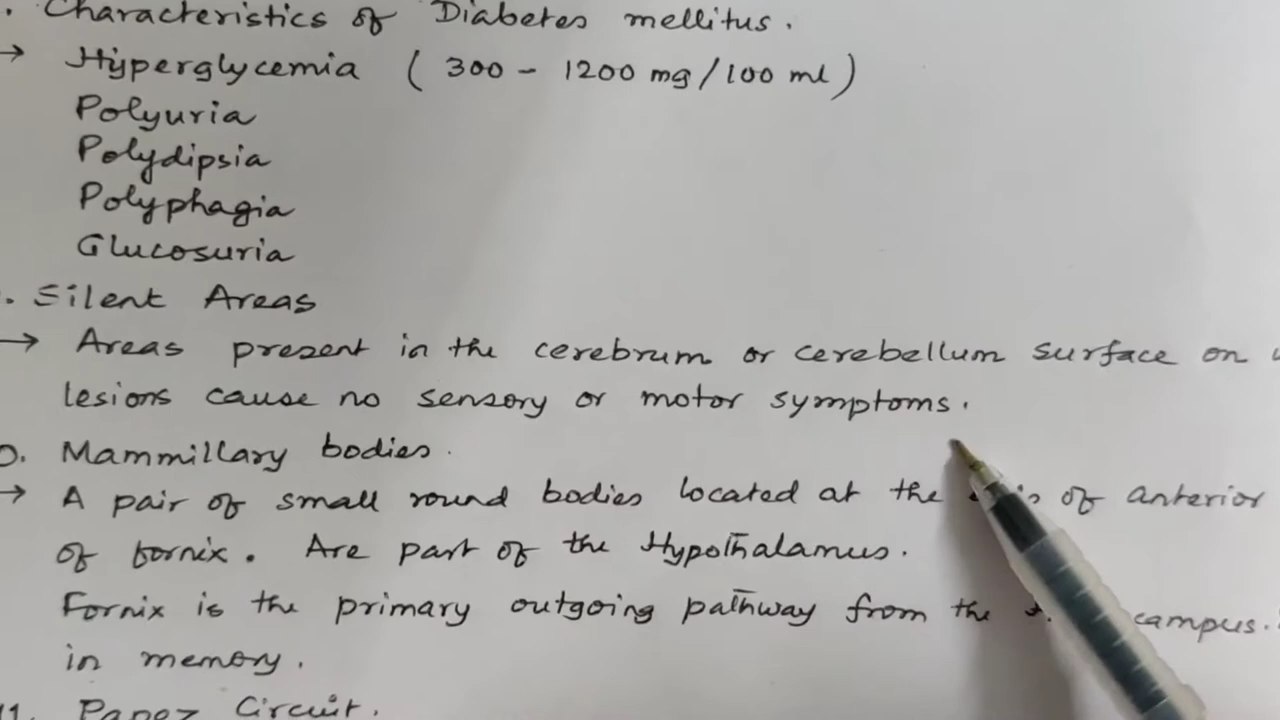 . Characteristics of Diabetes mellitus.
→ Hyperglycemia ( 300 - 1200 mg/100 ml )
Polyuria
Polydipsia
Polyphagia
Glucosuria
. Silent Areas
→ Areas present in the cerebrum or cerebellum surface on
lesions cause no sensory or motor symptoms.
0. Mammillary bodies.
→ A pair of small round bodies located at the of anterior
of fornix. Are part of the Hypothalamus.
Fornix is the primary outgoing pathway from the campus.
in memory.
11. Papez Circuit.